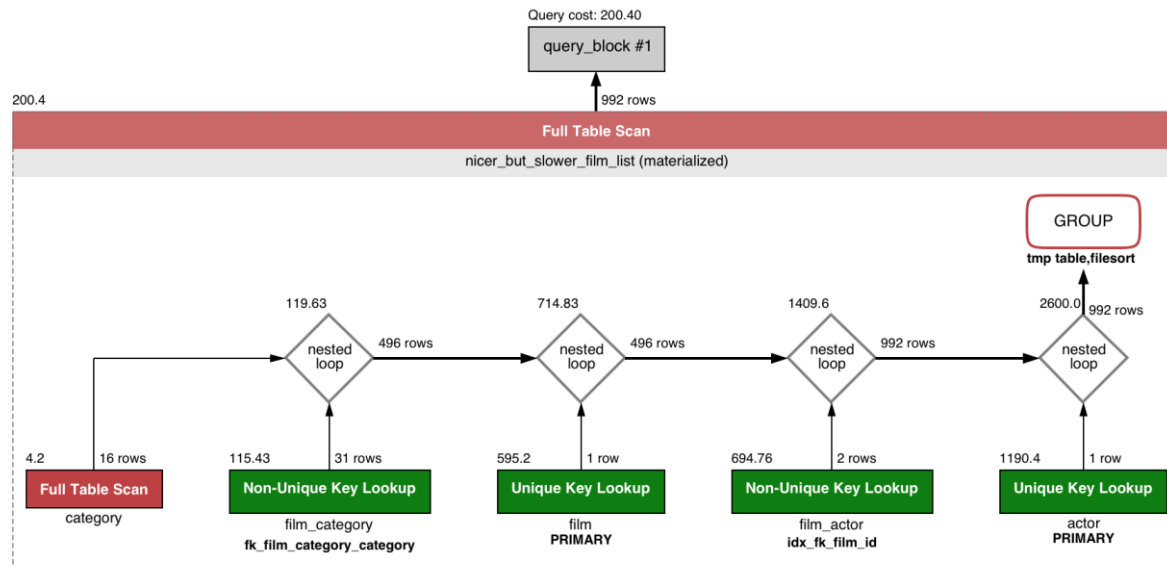 Query cost: 200.40
query_block #1
200.4
992 rows
Full Table Scan
nicer_but_slower_film_list (materialized)
GROUP
tmp table,filesort
119.63
714.83
1409.6
2600.0
992 rows
nested
loop
496 rows
nested
loop
496 rows
nested
loop
992 rows
nested
loop
4.2
16 rows
115.43
31 rows
595.2
1 row
694.76
2 rows
1190.4
1 row
Full Table Scan
Non-Unique Key Lookup
Unique Key Lookup
Non-Unique Key Lookup
Unique Key Lookup
category
film_category
film
film_actor
actor
fk_film_category_category
PRIMARY
idx_fk_film_id
PRIMARY